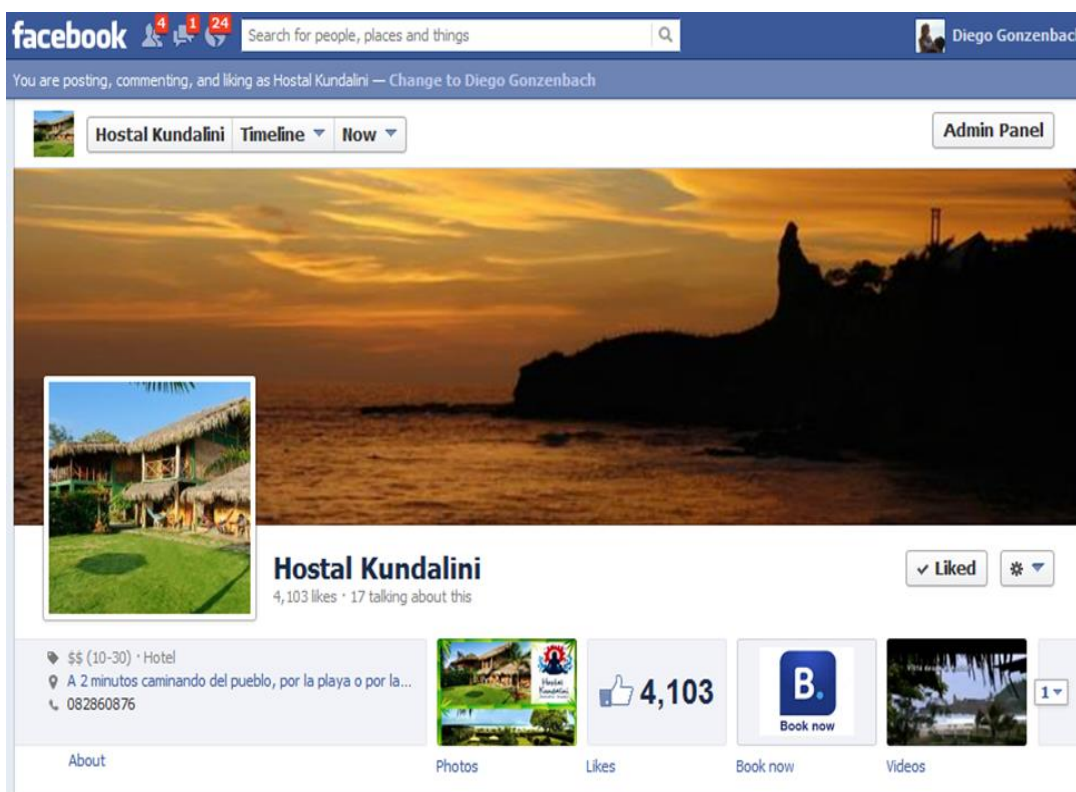 facebook 4 1 24 Search for people, places and things Diego Gonzenbach
You are posting, commenting, and liking as Hostal Kundalini — Change to Diego Gonzenbach
Hostal Kundalini Timeline Now Admin Panel
Hostal Kundalini
4,103 likes · 17 talking about this
✓ Liked
$$ (10-30) · Hotel
A 2 minutos caminando del pueblo, por la playa o por la...
082860876
About
Hostal
Kundalini
Photos
4,103
Likes
B.
Book now
Book now
Videos
1